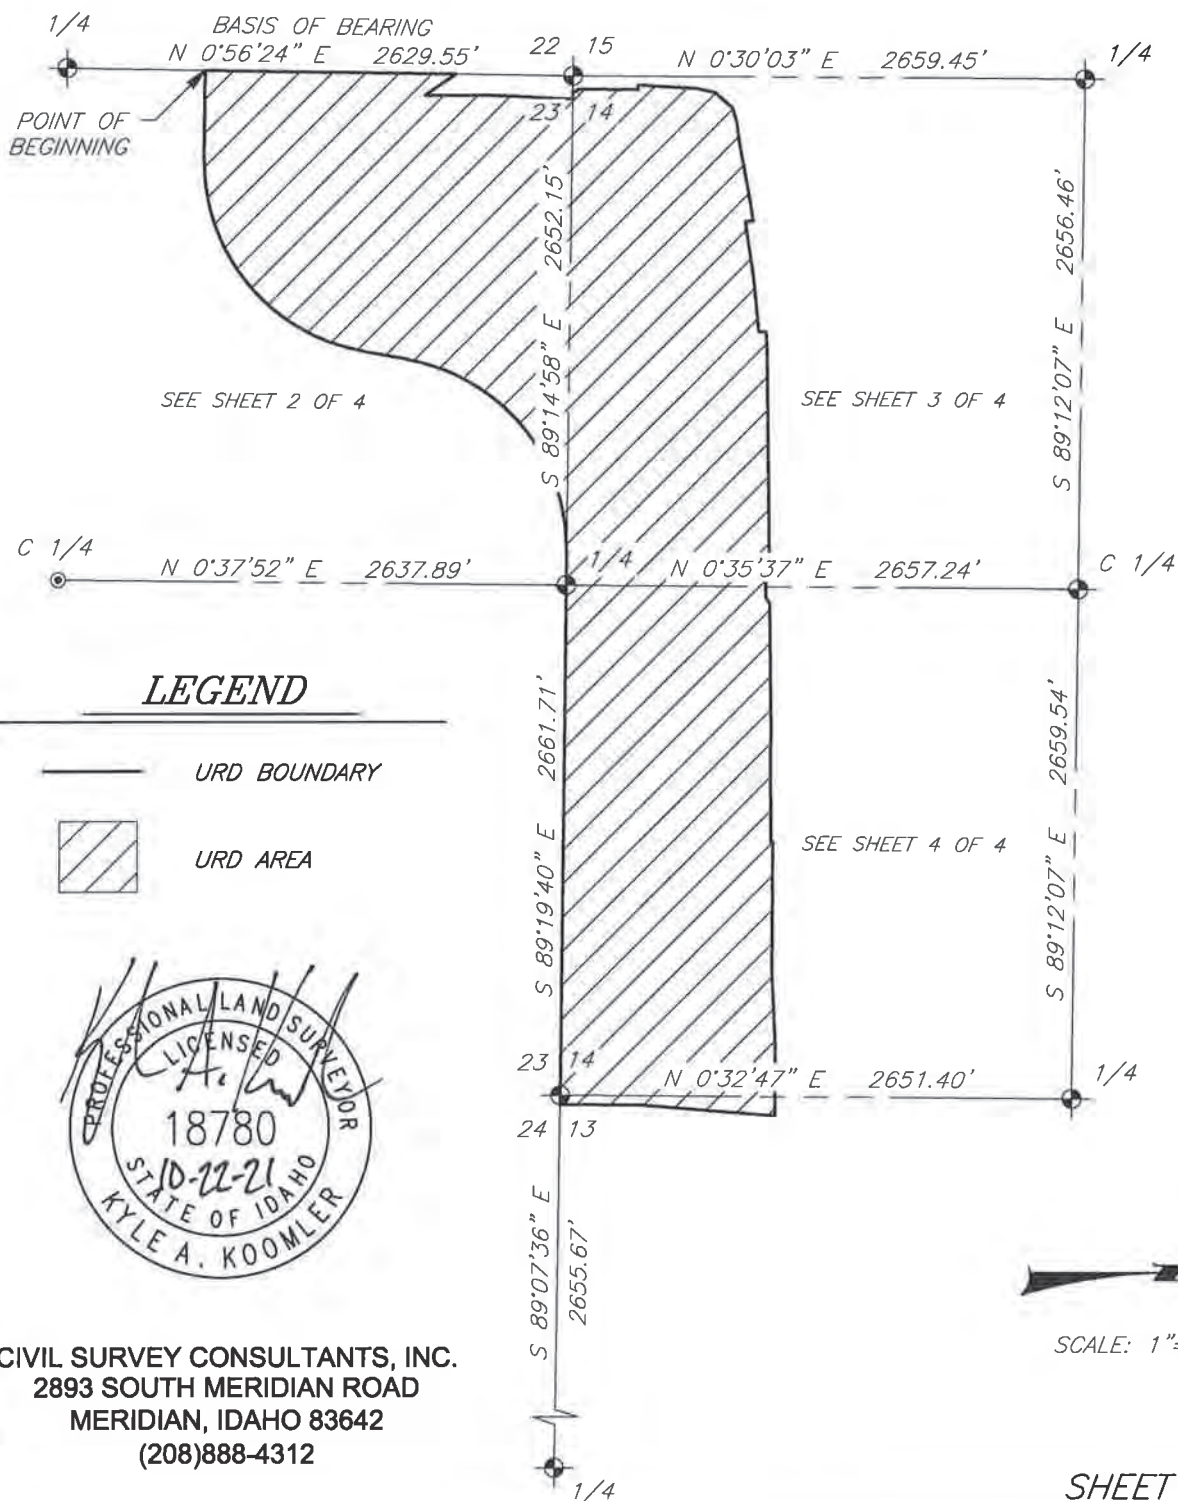 1/4
BASIS OF BEARING
N 0°56'24" E 2629.55'
22 15
N 0°30'03" E 2659.45'
1/4
POINT OF
BEGINNING
23 14
S 89°14'58" E 2652.15'
S 89°12'07" E 2656.46'
SEE SHEET 2 OF 4
SEE SHEET 3 OF 4
C 1/4
N 0°37'52" E 2637.89'
1/4
N 0°35'37" E 2657.24'
C 1/4
LEGEND
URD BOUNDARY
URD AREA
S 89°19'40" E 2661.71'
S 89°12'07" E 2659.54'
SEE SHEET 4 OF 4
23 14
N 0°32'47" E 2651.40'
1/4
24 13
PROFESSIONAL LAND SURVEYOR
LICENSED
18780
10-22-21
STATE OF IDAHO
KYLE A. KOOMLER
S 89°07'36" E
2655.67'
SCALE: 1"=
CIVIL SURVEY CONSULTANTS, INC.
2893 SOUTH MERIDIAN ROAD
MERIDIAN, IDAHO 83642
(208)888-4312
1/4
SHEET